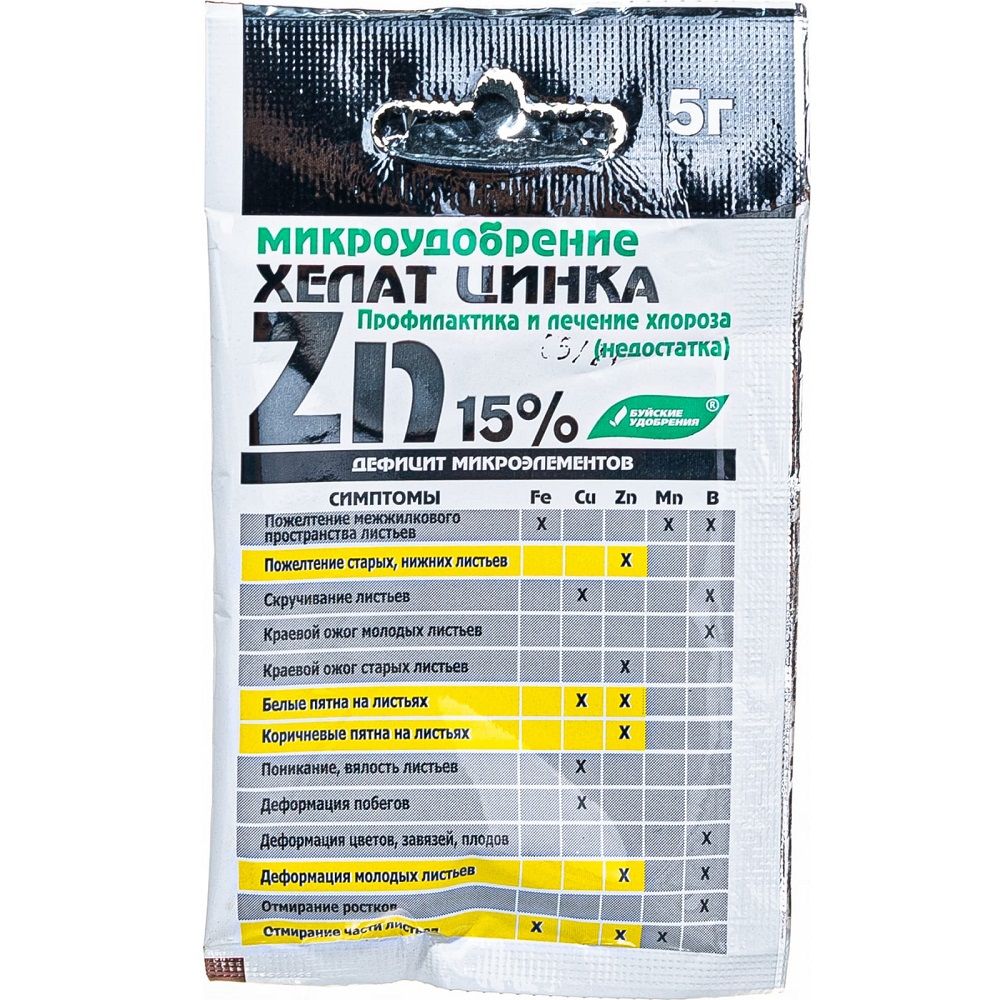 5г
микроудобрение
ХЕЛАТ ЦИНКА
Профилактика и лечение хлороза
(недостатка)
Zn 15%
БУЙСКИЕ
УДОБРЕНИЯ ®
ДЕФИЦИТ МИКРОЭЛЕМЕНТОВ
СИМПТОМЫ Fe Cu Zn Mn B
Пожелтение межжилкового X X X
пространства листьев
Пожелтение старых, нижних листьев X
Скручивание листьев X X
Краевой ожог молодых листьев X
Краевой ожог старых листьев X
Белые пятна на листьях X X
Коричневые пятна на листьях X
Поникание, вялость листьев X
Деформация побегов X
Деформация цветов, завязей, плодов X
Деформация молодых листьев X X
Отмирание ростков X
Отмирание части листьев X X X